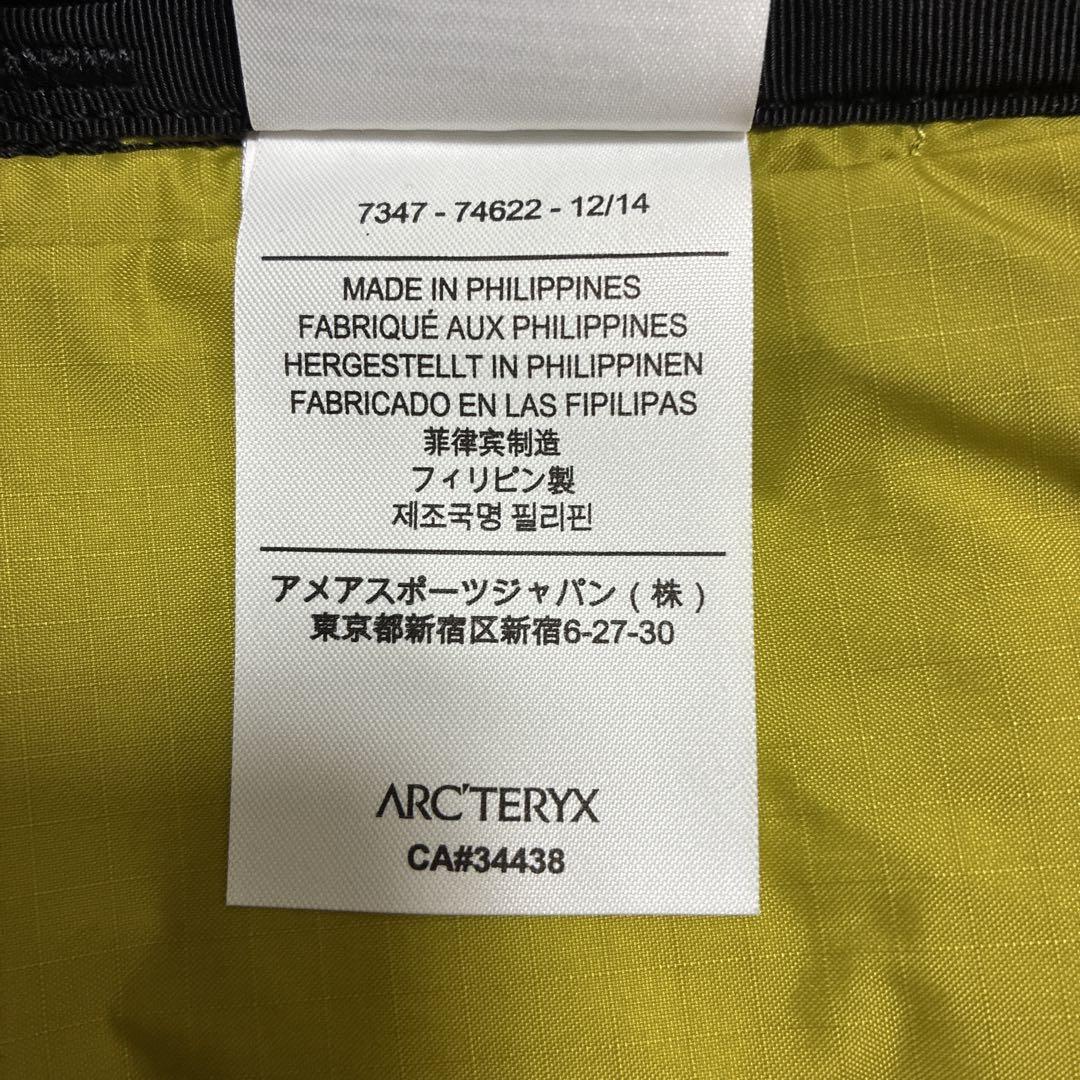 7347 - 74622 - 12/14
MADE IN PHILIPPINES
FABRIQUÉ AUX PHILIPPINES
HERGESTELLT IN PHILIPPINEN
FABRICADO EN LAS FIPILIPAS
菲律宾制造
フィリピン製
제조국명 필리핀
アメアスポーツジャパン ( 株 )
東京都新宿区新宿6-27-30
ARC'TERYX
CA#34438